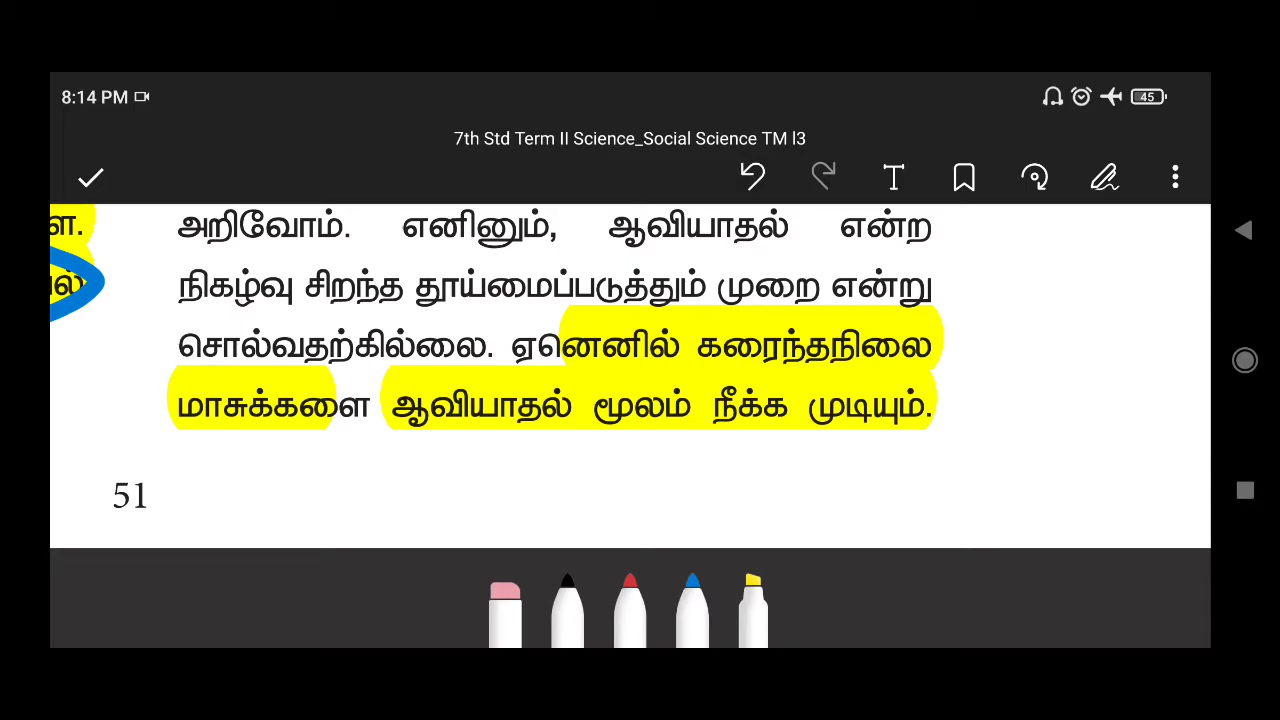 8:14 PM
45
7th Std Term II Science_Social Science TM l3
ள. அறிவோம். எனினும், ஆவியாதல் என்ற
நிகழ்வு சிறந்த தூய்மைப்படுத்தும் முறை என்று
சொல்வதற்கில்லை. ஏனெனில் கரைந்தநிலை
மாசுக்களை ஆவியாதல் மூலம் நீக்க முடியும்.
51